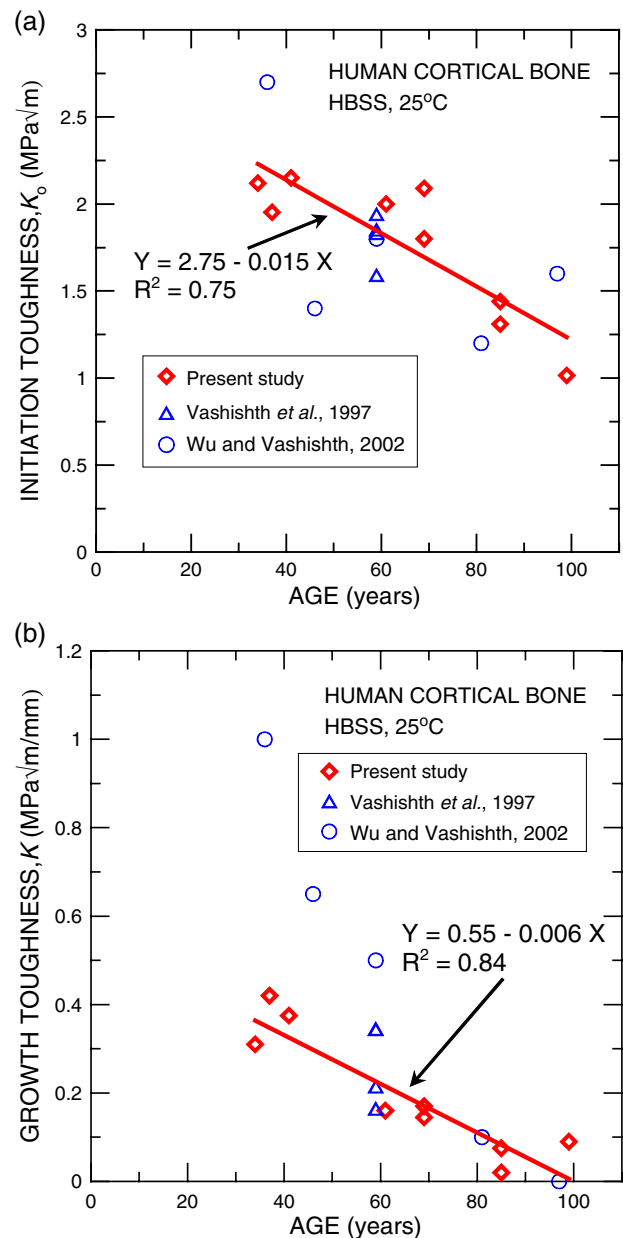 (a)
3
2.5
2
1.5
1
0.5
0
INITIATION TOUGHNESS,Kₒ (MPa√m)
HUMAN CORTICAL BONE
HBSS, 25°C
Y = 2.75 - 0.015 X
R² = 0.75
Present study
Vashishth et al., 1997
Wu and Vashishth, 2002
0 20 40 60 80 100
AGE (years)
(b)
1.2
1
0.8
0.6
0.4
0.2
0
GROWTH TOUGHNESS,K (MPa√m/mm)
HUMAN CORTICAL BONE
HBSS, 25°C
Present study
Vashishth et al., 1997
Wu and Vashishth, 2002
Y = 0.55 - 0.006 X
R² = 0.84
0 20 40 60 80 100
AGE (years)